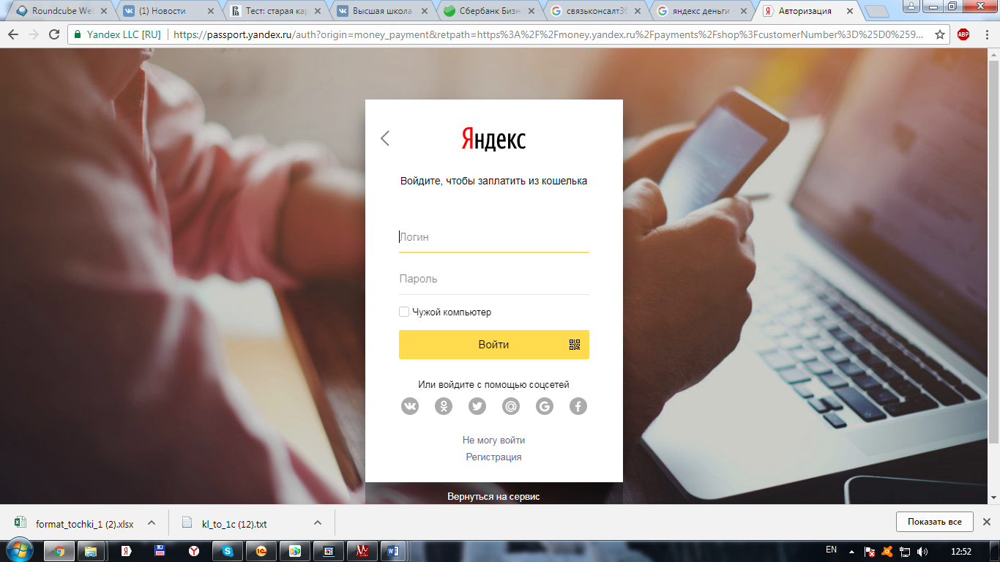 Roundcube Wel
(1) Новости
Тест: старая кар
Высшая школа
Сбербанк Бизн
связьконсалт36
яндекс деньги
Авторизация
Yandex LLC [RU]
https://passport.yandex.ru/auth?origin=money_payment&retpath=https%3A%2F%2Fmoney.yandex.ru%2Fpayments%2Fshop%3FcustomerNumber%3D%25D0%259...
ABP
Яндекс
Войдите, чтобы заплатить из кошелька
Логин
Пароль
Чужой компьютер
Войти
Или войдите с помощью соцсетей
Не могу войти
Регистрация
Вернуться на сервис
format_tochki_1 (2).xlsx
kl_to_1c (12).txt
Показать все
EN
12:52